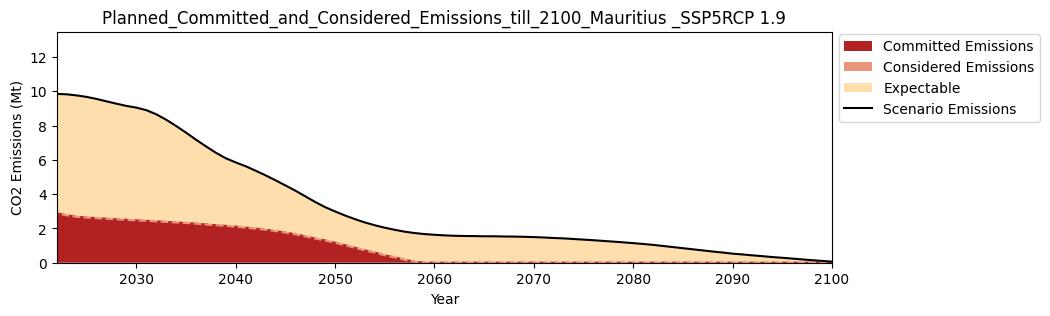 Planned_Committed_and_Considered_Emissions_till_2100_Mauritius _SSP5RCP 1.9
CO2 Emissions (Mt)
12
10
8
6
4
2
0
2030 2040 2050 2060 2070 2080 2090 2100
Year
Committed Emissions
Considered Emissions
Expectable
Scenario Emissions